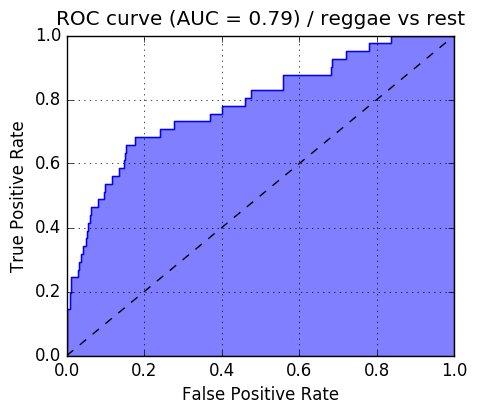 ROC curve (AUC = 0.79) / reggae vs rest
1.0
0.8
0.6
0.4
0.2
0.0
True Positive Rate
0.0 0.2 0.4 0.6 0.8 1.0
False Positive Rate